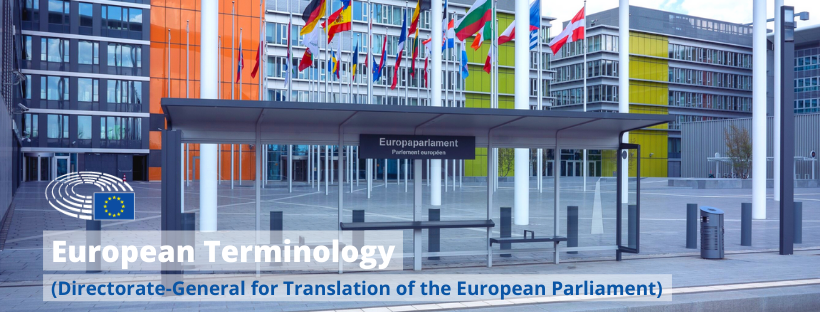 Europaparlament
Parlement européen
European Terminology
(Directorate-General for Translation of the European Parliament)